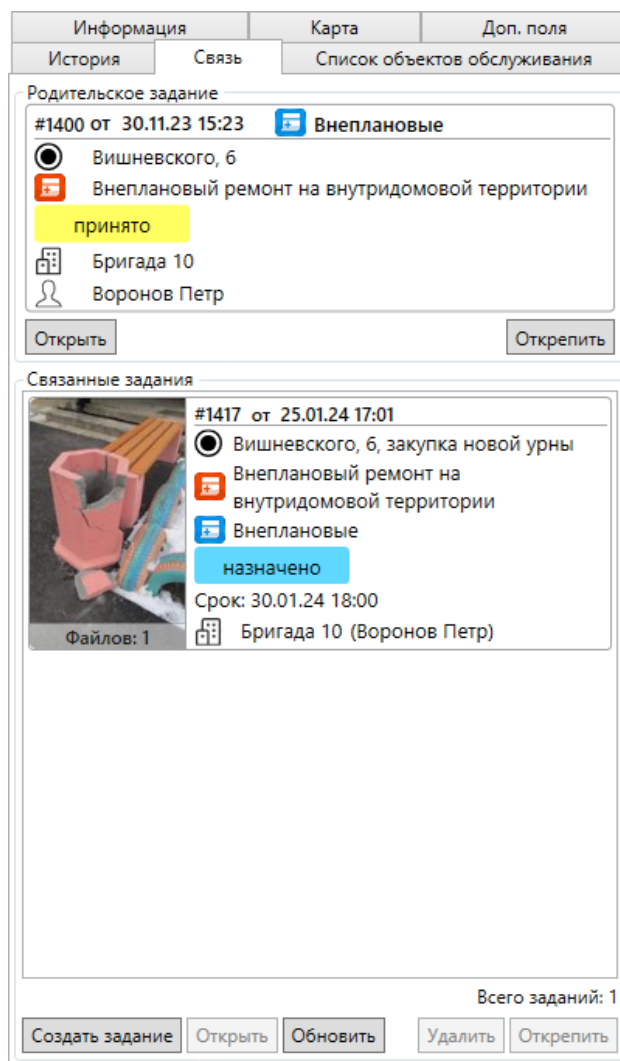 Информация Карта Доп. поля
История Связь Список объектов обслуживания
Родительское задание
#1400 от 30.11.23 15:23 Внеплановые
Вишневского, 6
Внеплановый ремонт на внутридомовой территории
принято
Бригада 10
Воронов Петр
Открыть Открепить
Связанные задания
#1417 от 25.01.24 17:01
Вишневского, 6, закупка новой урны
Внеплановый ремонт на
внутридомовой территории
Внеплановые
назначено
Срок: 30.01.24 18:00
Файлов: 1 Бригада 10 (Воронов Петр)
Всего заданий: 1
Создать задание Открыть Обновить Удалить Открепить